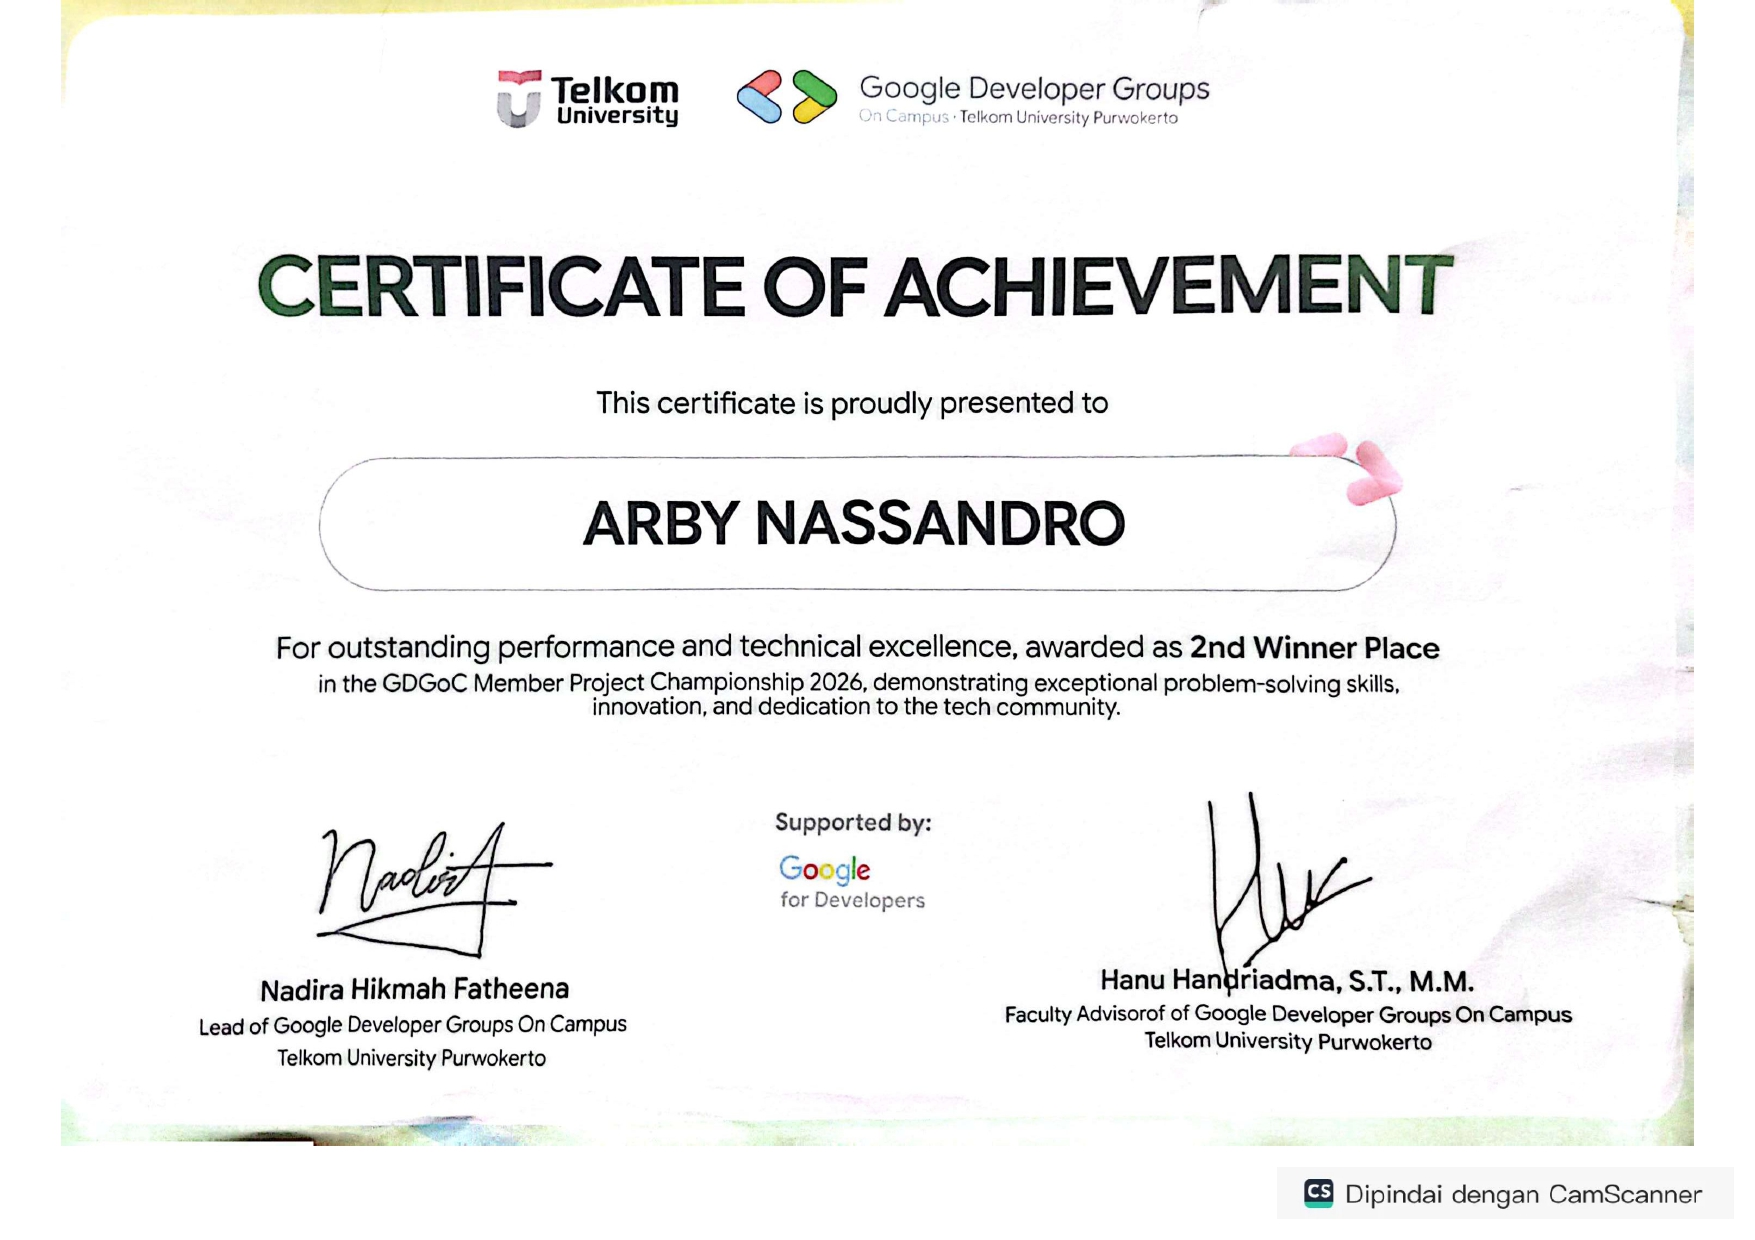 Telkom
University
Google Developer Groups
On Campus · Telkom University Purwokerto
CERTIFICATE OF ACHIEVEMENT
This certificate is proudly presented to
ARBY NASSANDRO
For outstanding performance and technical excellence, awarded as 2nd Winner Place
in the GDGoC Member Project Championship 2026, demonstrating exceptional problem-solving skills,
innovation, and dedication to the tech community.
Supported by:
Google
for Developers
Nadira Hikmah Fatheena
Lead of Google Developer Groups On Campus
Telkom University Purwokerto
Hanu Handriadma, S.T., M.M.
Faculty Advisorof of Google Developer Groups On Campus
Telkom University Purwokerto
CS Dipindai dengan CamScanner